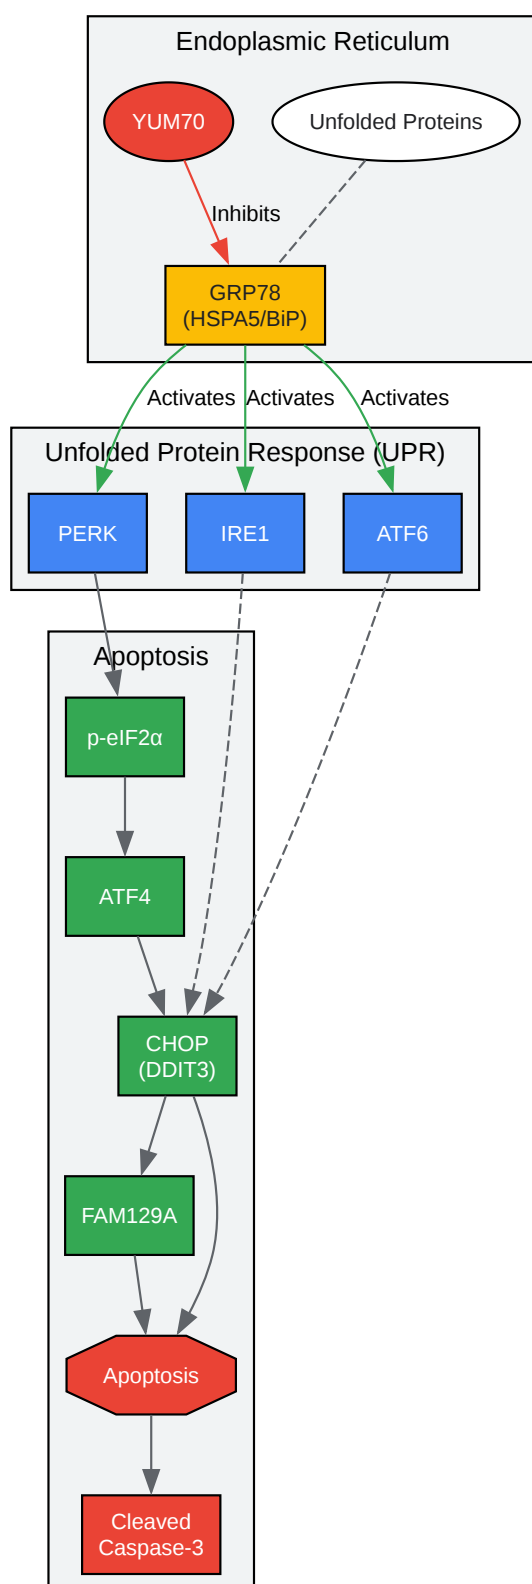 Endoplasmic Reticulum
YUM70
Unfolded Proteins
Inhibits
GRP78
(HSPA5/BiP)
Activates
Activates
Activates
Unfolded Protein Response (UPR)
PERK
IRE1
ATF6
Apoptosis
p-eIF2α
ATF4
CHOP
(DDIT3)
FAM129A
Apoptosis
Cleaved
Caspase-3